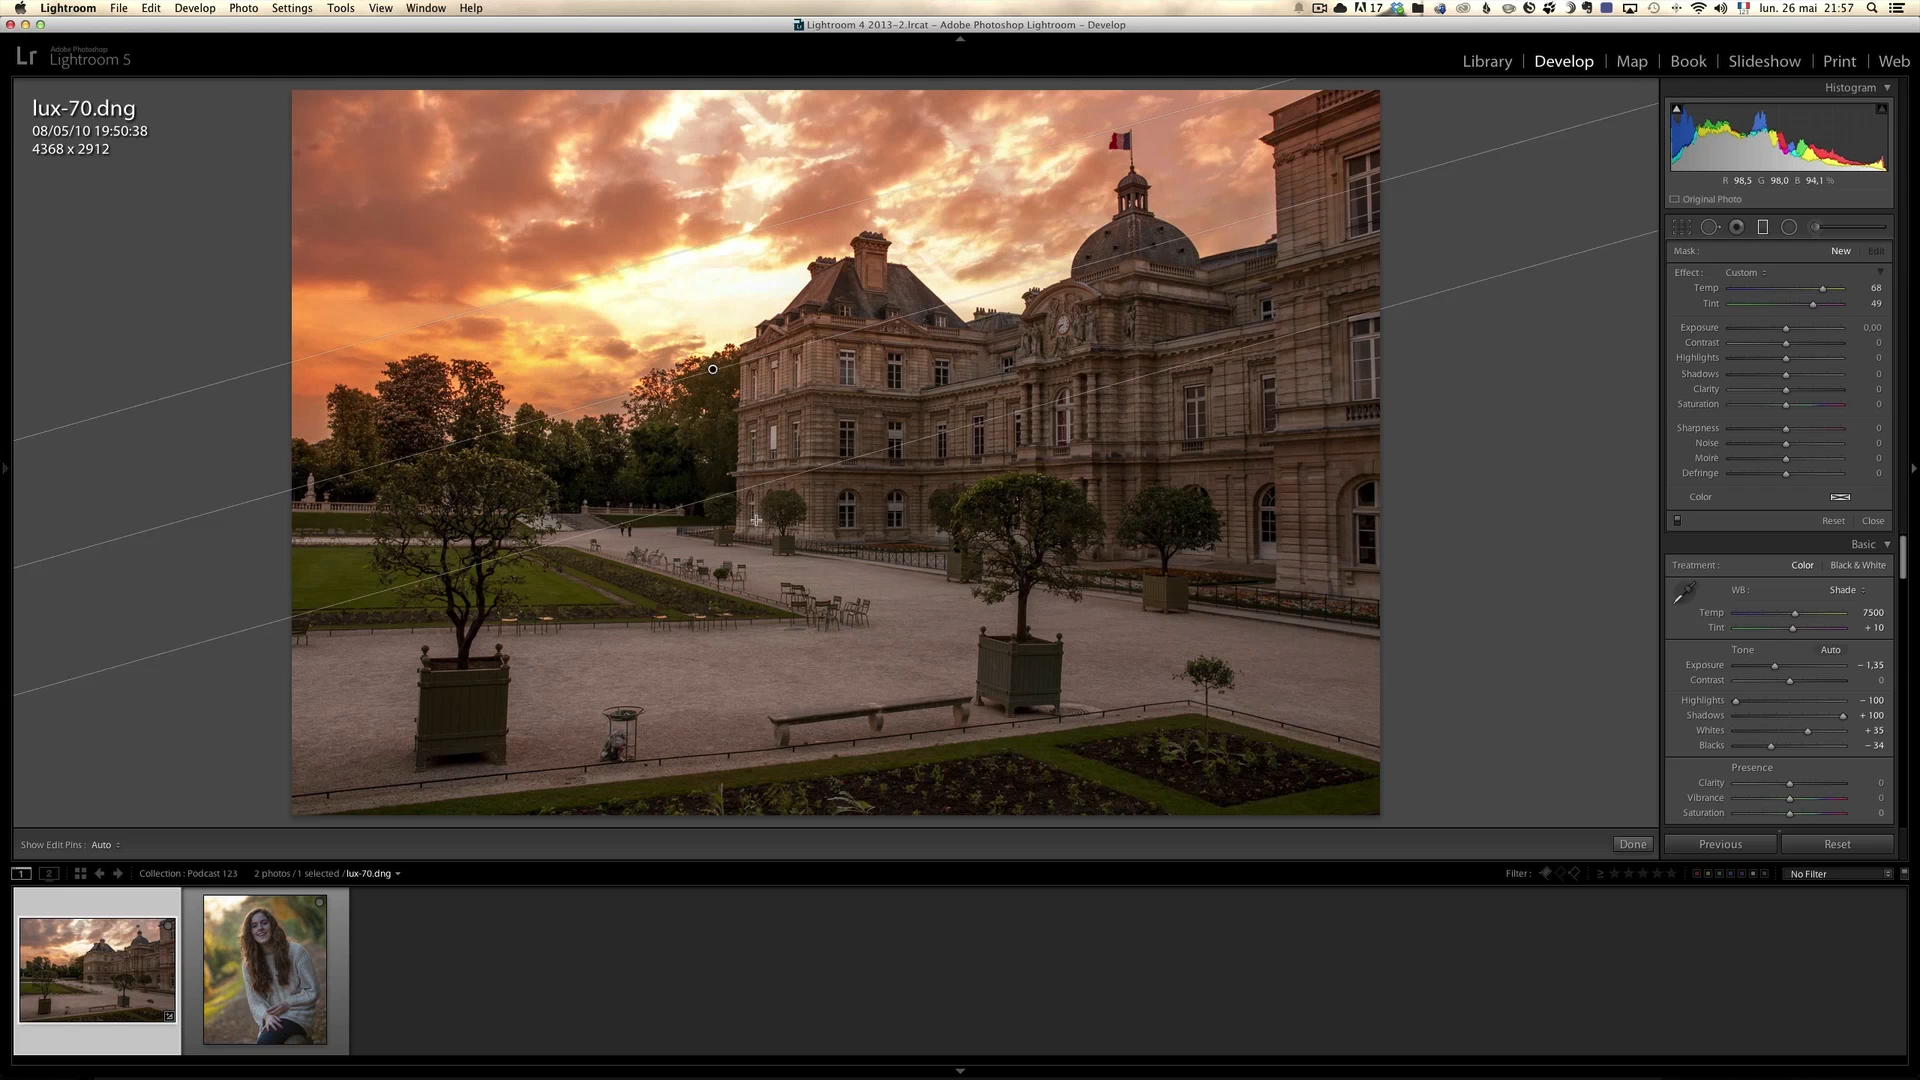 Lightroom File Edit Develop Photo Settings Tools View Window Help
17 lun. 26 mai 21:57
Lightroom 4 2013-2.lrcat – Adobe Photoshop Lightroom – Develop
Lr Adobe Photoshop
Lightroom 5
Library | Develop | Map | Book | Slideshow | Print | Web
lux-70.dng
08/05/10 19:50:38
4368 x 2912
Histogram
R 98,5 G 98,0 B 94,1 %
Original Photo
Mask : New Edit
Effect : Custom
Temp 68
Tint 49
Exposure 0,00
Contrast 0
Highlights 0
Shadows 0
Clarity 0
Saturation 0
Sharpness 0
Noise 0
Moiré 0
Defringe 0
Color
Reset Close
Basic
Treatment : Color | Black & White
WB : Shade
Temp 7500
Tint + 10
Tone Auto
Exposure – 1,35
Contrast 0
Highlights – 100
Shadows + 100
Whites + 35
Blacks – 34
Presence
Clarity 0
Vibrance 0
Saturation 0
Show Edit Pins : Auto
Done
Previous Reset
1 2 Collection : Podcast 123 2 photos / 1 selected / lux-70.dng
Filter : ≥ No Filter